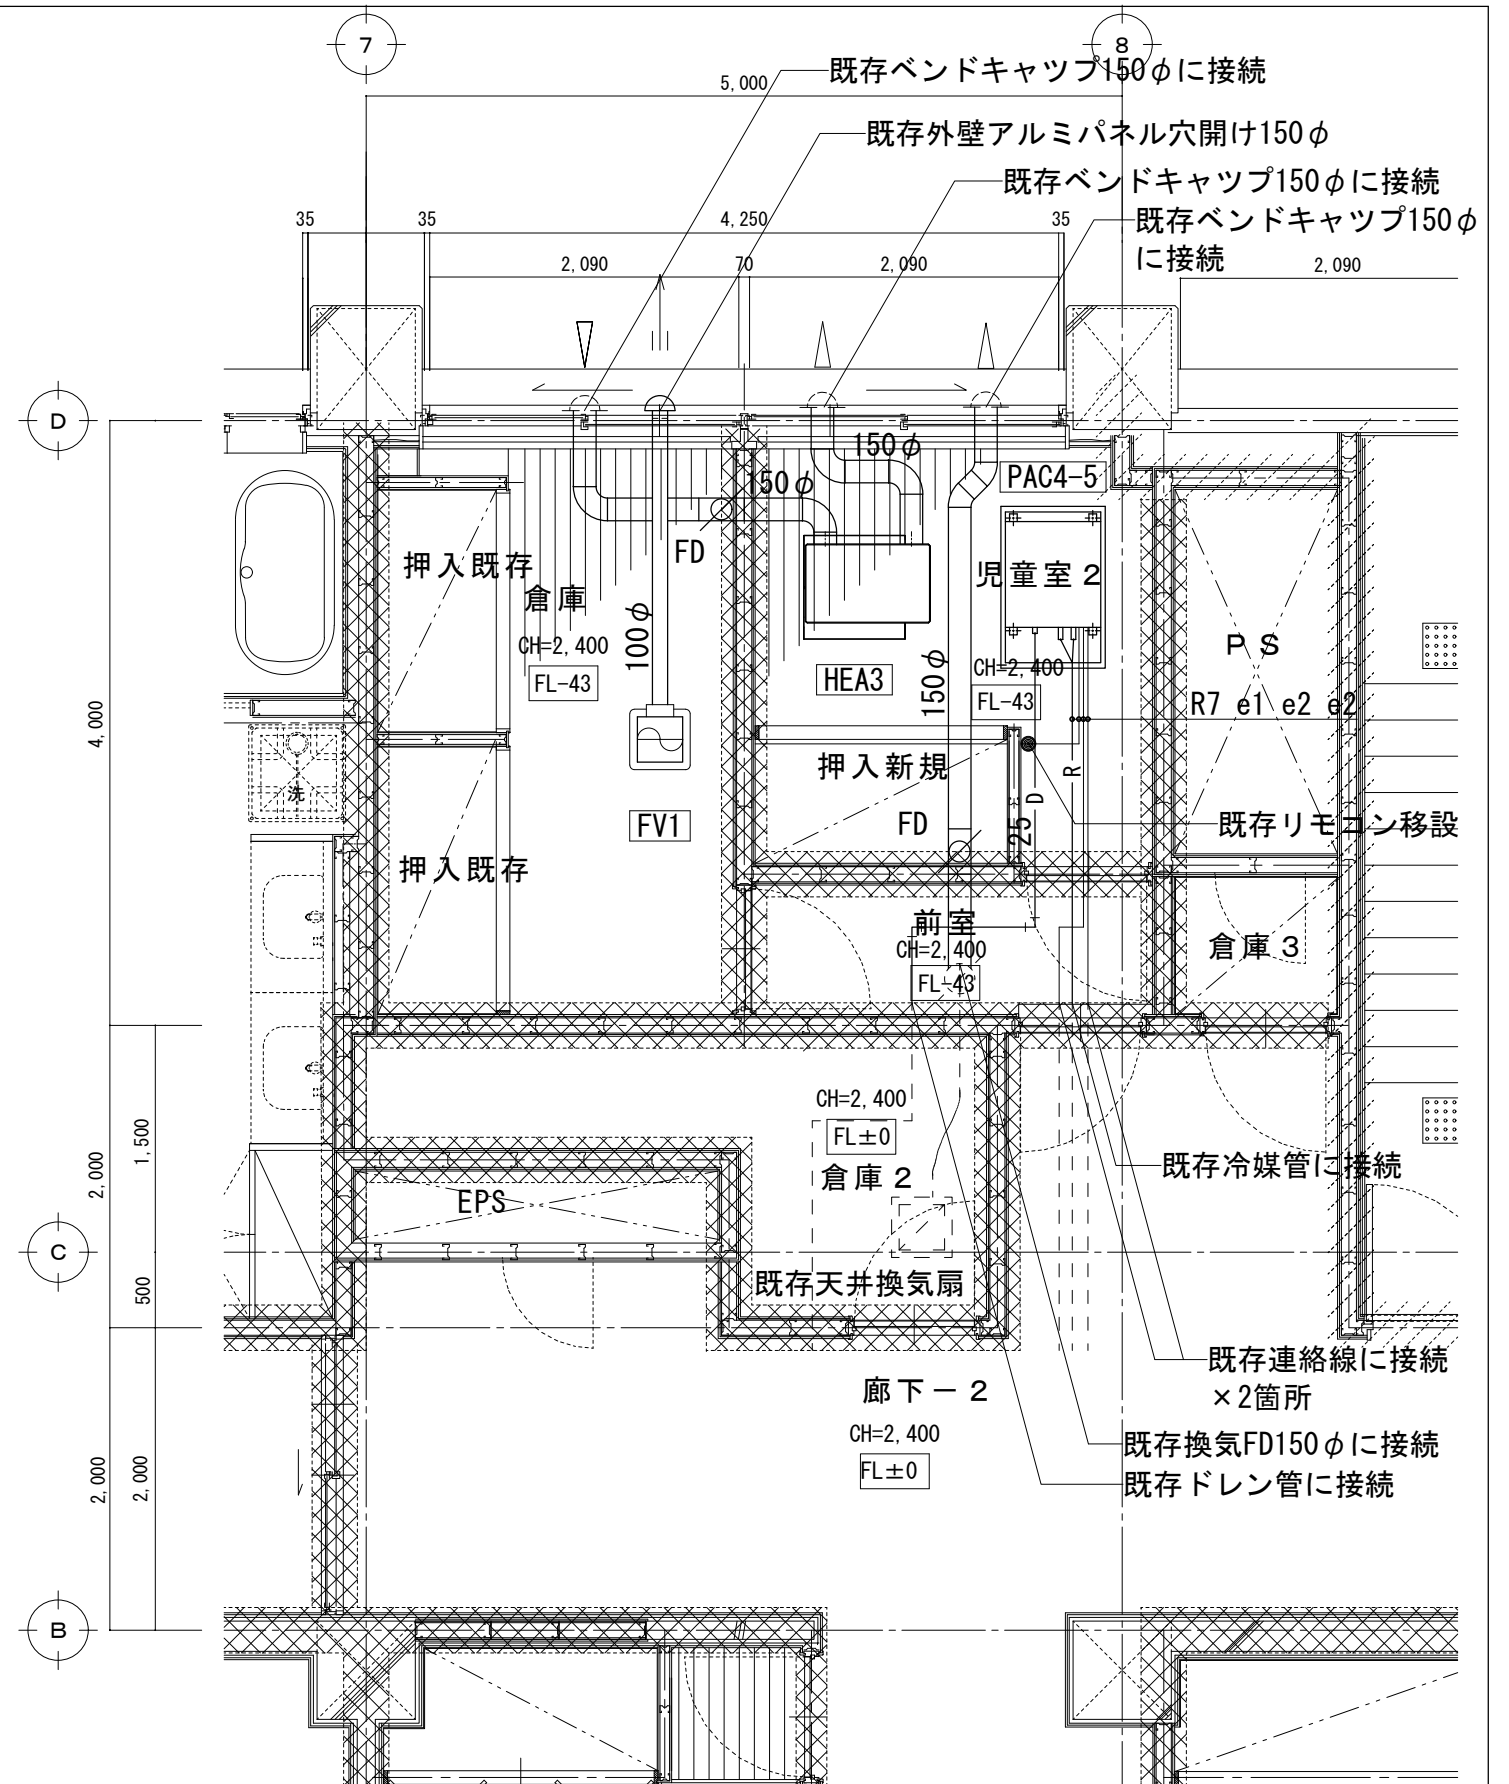 7
8
既存ベンドキャツプ150φに接続
5,000
既存外壁アルミパネル穴開け150φ
既存ベンドキャツプ150φに接続
35
35
4,250
35
既存ベンドキャツプ150φ
に接続
2,090
70
2,090
2,090
D
150φ
PAC4-5
150φ
FD
押入既存
児童室2
倉庫
100φ
CH=2,400
FL-43
PS
HEA3
150φ
CH=2,400
FL-43
R7 e1 e2 e2
4,000
押入新規
R
洗
D
FV1
FD
25
既存リモコン移設
押入既存
前室
CH=2,400
FL-43
倉庫3
CH=2,400
FL±0
1,500
2,000
既存冷媒管に接続
倉庫2
EPS
C
500
既存天井換気扇
既存連絡線に接続
×2箇所
廊下-2
CH=2,400
既存換気FD150φに接続
FL±0
既存ドレン管に接続
2,000
2,000
B